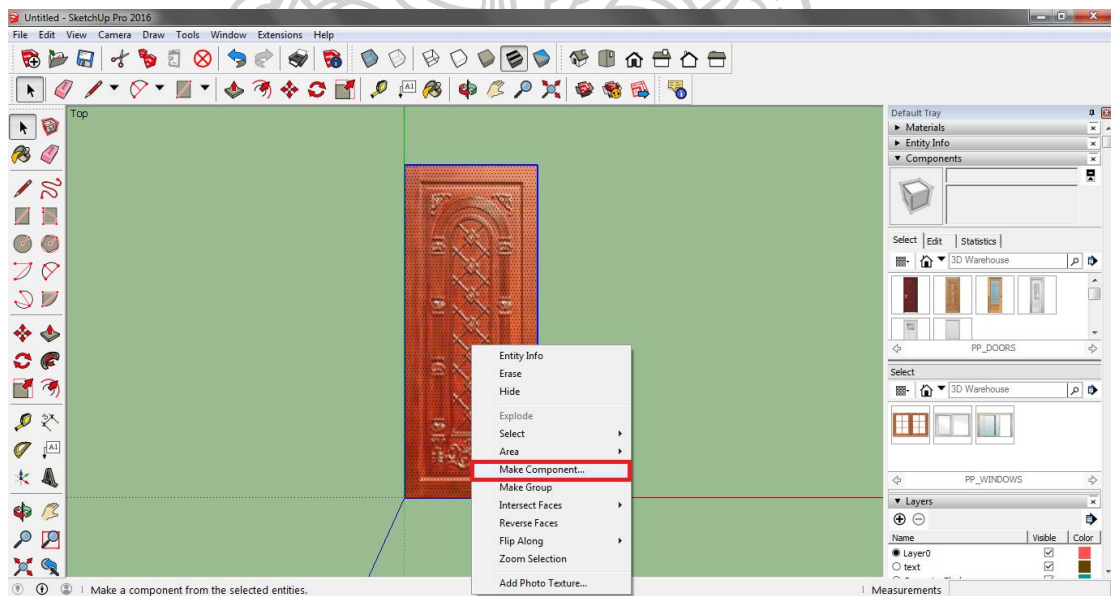 Untitled - SketchUp Pro 2016
File Edit View Camera Draw Tools Window Extensions Help
A1
Top
A1
Entity Info
Erase
Hide
Explode
Select
Area
Make Component...
Make Group
Intersect Faces
Reverse Faces
Flip Along
Zoom Selection
Add Photo Texture...
Default Tray
Materials
Entity Info
Components
Select Edit Statistics
3D Warehouse
PP_DOORS
Select
3D Warehouse
PP_WINDOWS
Layers
Name Visible Color
Layer0
text
Make a component from the selected entities.
Measurements